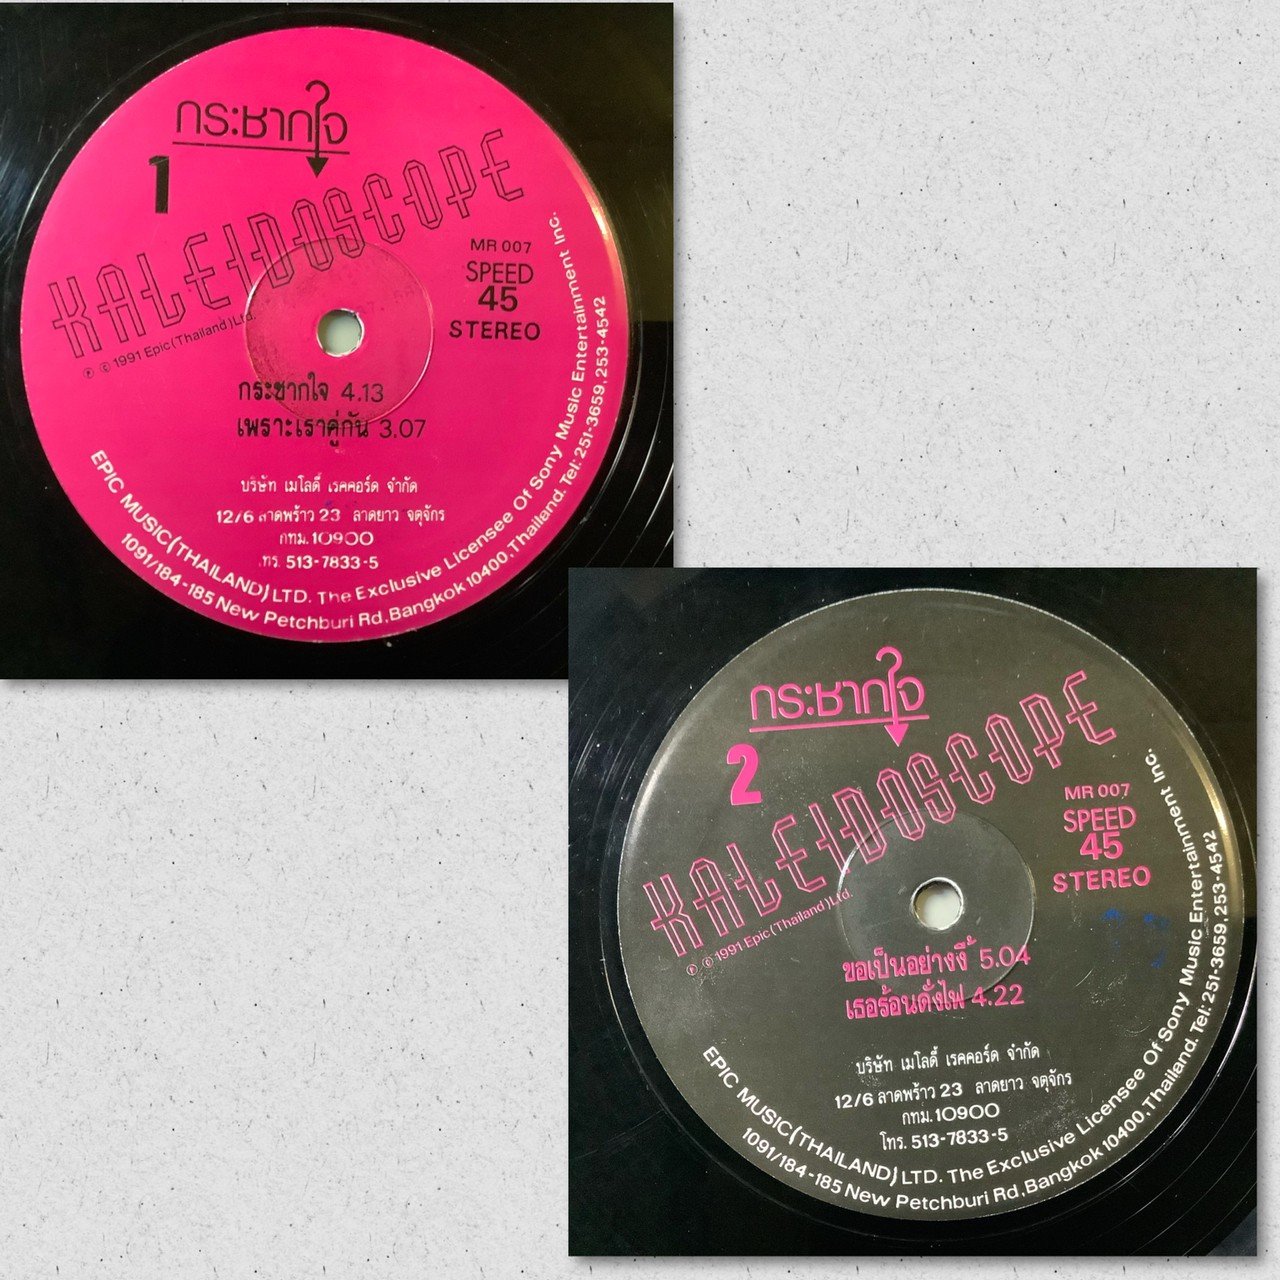 กระชากใจ
1
KALEIDOSCOPE
MR 007
SPEED
45
STEREO
℗ © 1991 Epic (Thailand) Ltd.
กระชากใจ 4.13
เพราะเราคู่กัน 3.07
บริษัท เมโลดี้ เรคคอร์ด จำกัด
12/6 ลาดพร้าว 23 ลาดยาว จตุจักร
กทม. 10900
โทร. 513-7833-5
EPIC MUSIC (THAILAND) LTD. The Exclusive Licensee Of Sony Music Entertainment Inc.
1091/184-185 New Petchburi Rd, Bangkok 10400, Thailand. Tel: 251-3659, 253-4542
กระชากใจ
2
KALEIDOSCOPE
MR 007
SPEED
45
STEREO
℗ © 1991 Epic (Thailand) Ltd.
ขอเป็นอย่างงี้ 5.04
เธอร้อนดั่งไฟ 4.22
บริษัท เมโลดี้ เรคคอร์ด จำกัด
12/6 ลาดพร้าว 23 ลาดยาว จตุจักร
กทม. 10900
โทร. 513-7833-5
EPIC MUSIC (THAILAND) LTD. The Exclusive Licensee Of Sony Music Entertainment Inc.
1091/184-185 New Petchburi Rd, Bangkok 10400, Thailand. Tel: 251-3659, 253-4542